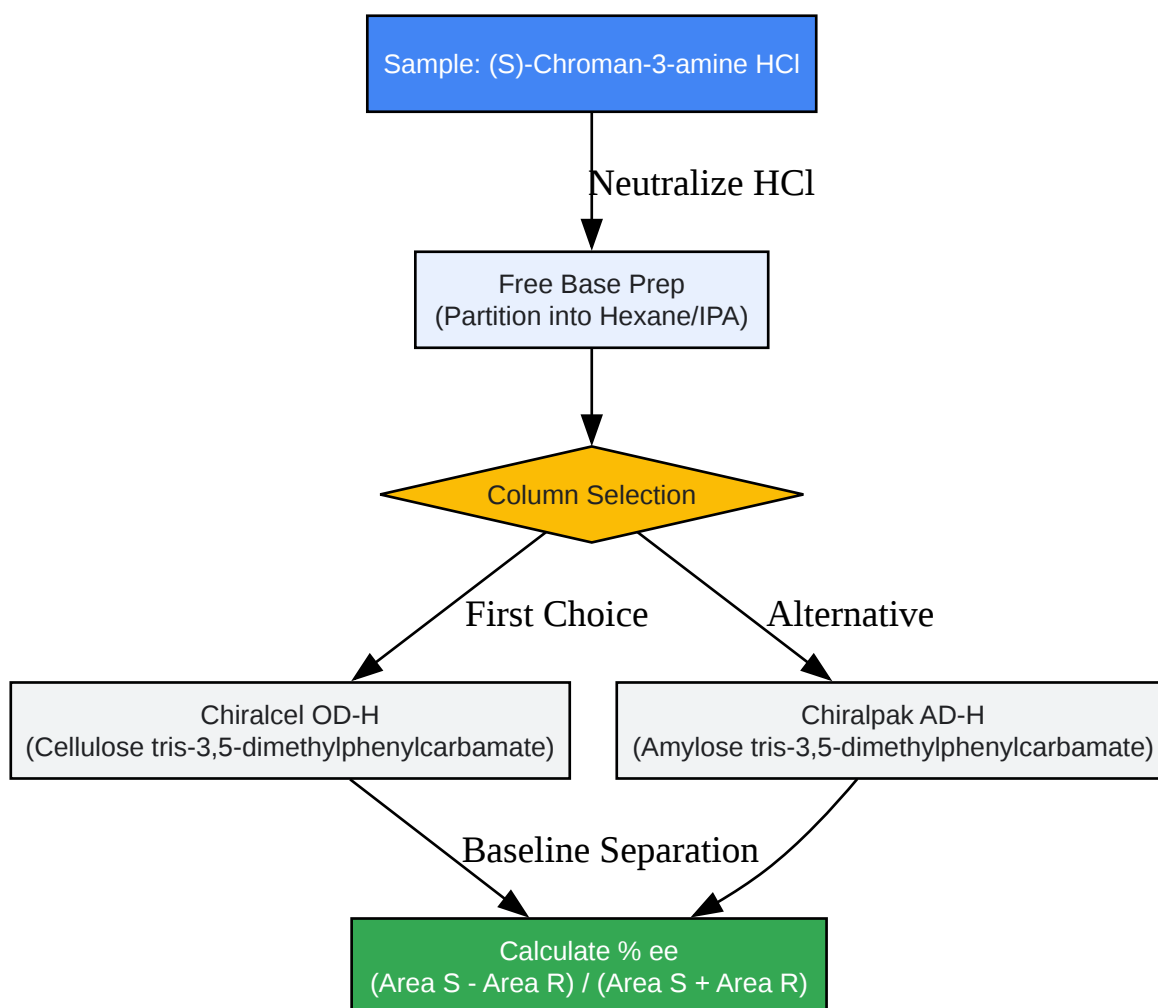 Sample: (S)-Chroman-3-amine HCl
Neutralize HCl
Free Base Prep
(Partition into Hexane/IPA)
Column Selection
First Choice
Alternative
Chiralcel OD-H
(Cellulose tris-3,5-dimethylphenylcarbamate)
Chiralpak AD-H
(Amylose tris-3,5-dimethylphenylcarbamate)
Baseline Separation
Calculate % ee
(Area S - Area R) / (Area S + Area R)